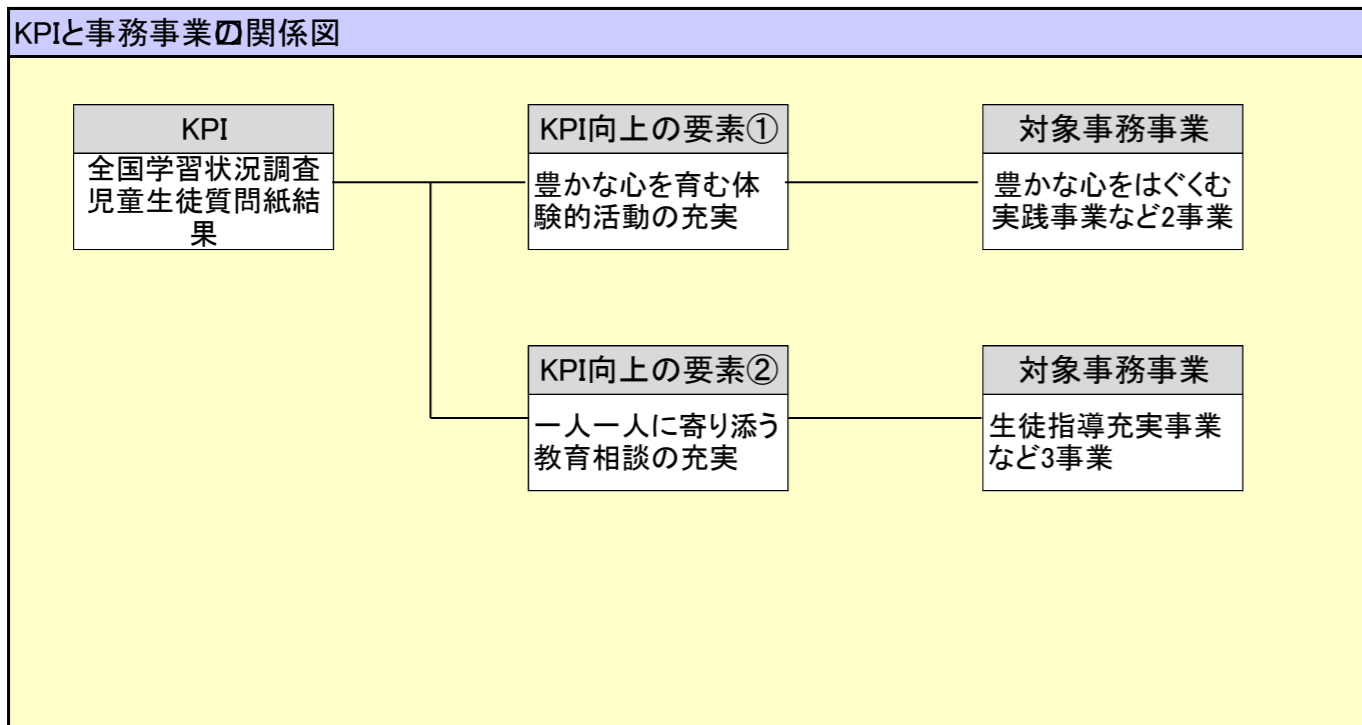 KPIと事務事業の関係図
KPI
全国学習状況調査
児童生徒質問紙結
果
KPI向上の要素①
豊かな心を育む体
験的活動の充実
対象事務事業
豊かな心をはぐくむ
実践事業など2事業
KPI向上の要素②
一人一人に寄り添う
教育相談の充実
対象事務事業
生徒指導充実事業
など3事業